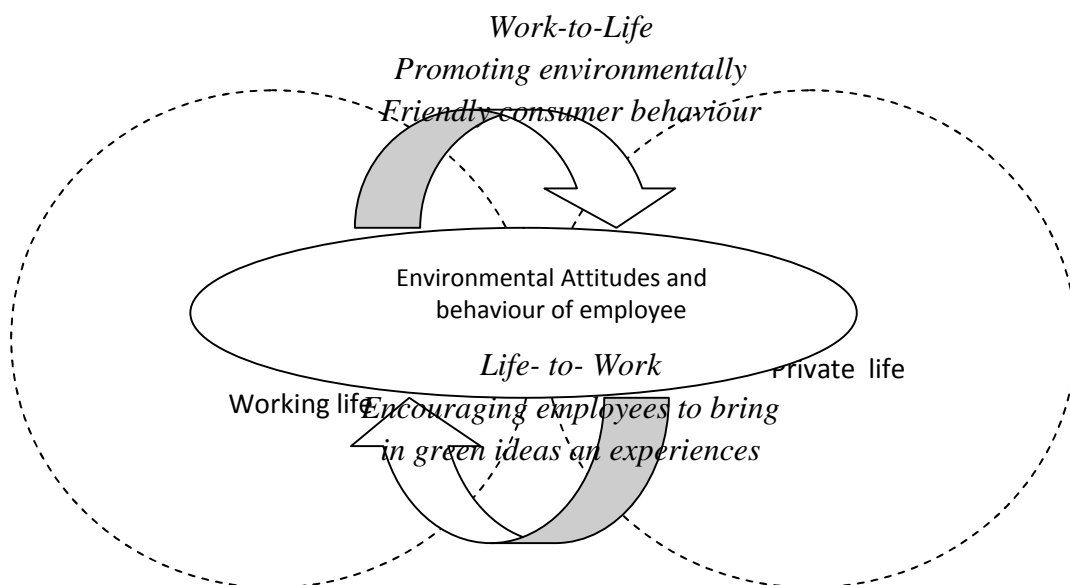 Work-to-Life
Promoting environmentally
Friendly consumer behaviour
Environmental Attitudes and
behaviour of employee
Life- to- Work
Private life
Working life
Encouraging employees to bring
in green ideas an experiences